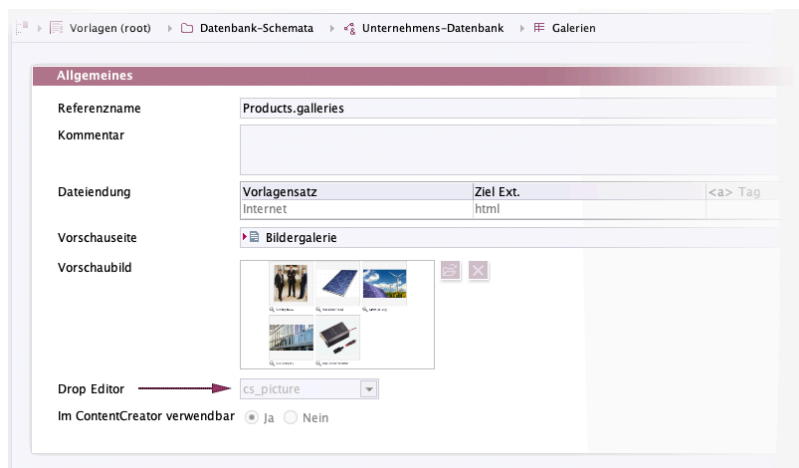 Vorlagen (root) Datenbank-Schemata Unternehmens-Datenbank Galerien
Allgemeines
Referenzname Products.galleries
Kommentar
Dateiendung Vorlagensatz Ziel Ext. <a> Tag
Internet html
Vorschauseite Bildergalerie
Vorschaubild
Drop Editor cs_picture
Im ContentCreator verwendbar Ja Nein